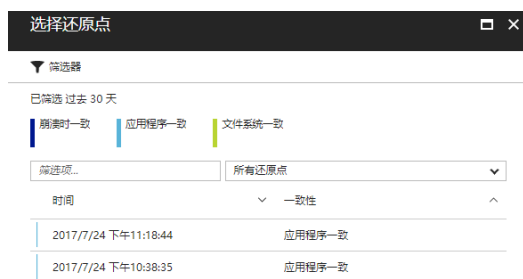 选择还原点
筛选器
已筛选 过去 30 天
崩溃时一致 应用程序一致 文件系统一致
筛选项... 所有还原点
时间 一致性
2017/7/24 下午11:18:44 应用程序一致
2017/7/24 下午10:38:35 应用程序一致